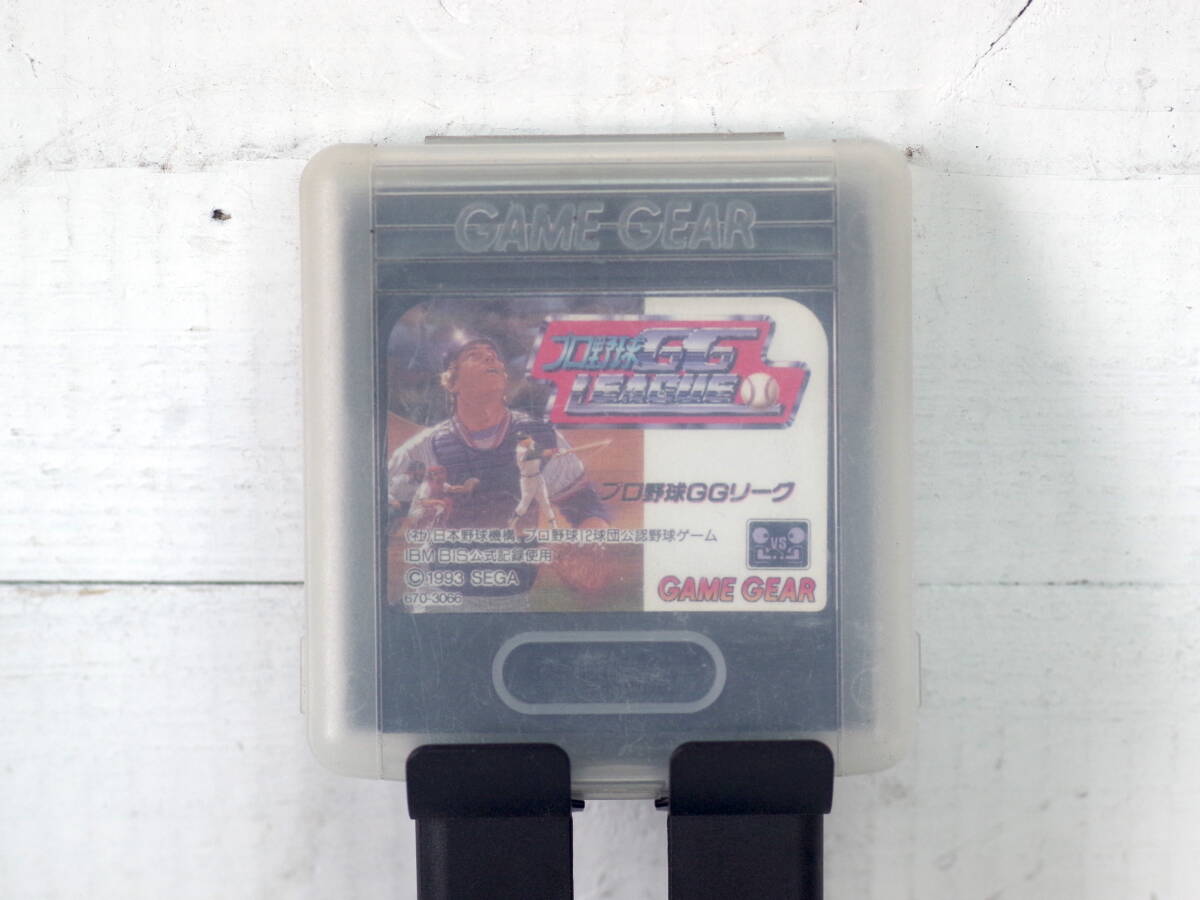 GAME GEAR
プロ野球GG
LEAGUE
プロ野球GGリーグ
(社)日本野球機構、プロ野球12球団公認野球ゲーム
IBM BIS公式記録使用
© 1993 SEGA
670-3066
VS
GAME GEAR